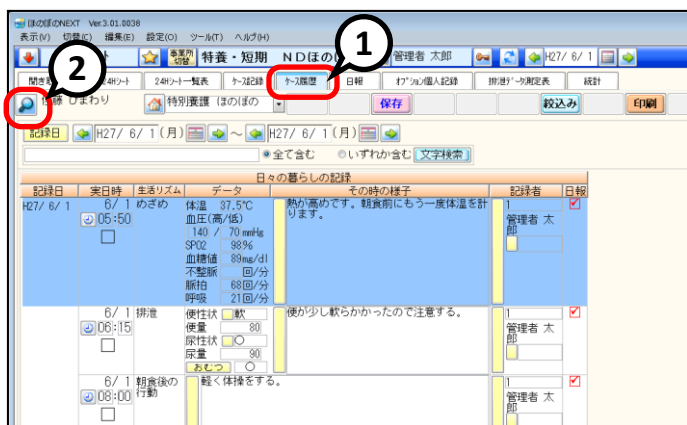 ほのぼのNEXT Ver.3.01.0038
表示(V) 切替(C) 編集(E) 設定(O) ツール(T) ヘルプ(H)
事業所切替 特養・短期 NDほの 管理者 太郎 H27/ 6/ 1
1
2
24Hシート 24Hシート一覧表 ケース記録 ケース履歴 日報 オプション個人記録 排泄データ測定表 統計
ひまわり 特別養護 ほのぼの 保存 絞込み 印刷
記録日 H27/ 6/ 1(月) ～ H27/ 6/ 1(月)
全て含む いずれか含む 文字検索
日々の暮らしの記録
記録日 実日時 生活リズム データ その時の様子 記録者 日報
H27/ 6/ 1 6/ 1 めざめ 体温 37.5℃ 熱が高めです。朝食前にもう一度体温を計ります。 1
05:50 血圧(高/低) 管理者 太郎
140 / 70 mmHg
SPO2 98%
血糖値 89mg/dl
不整脈 回/分
脈拍 68回/分
呼吸 21回/分
6/ 1 排泄 便性状 軟 便が少し軟らかかったので注意する。 1
06:15 便量 80 管理者 太郎
尿性状 ○
尿量 90
おむつ ○
6/ 1 朝食後の行動 軽く体操をする。 1
08:00 管理者 太郎